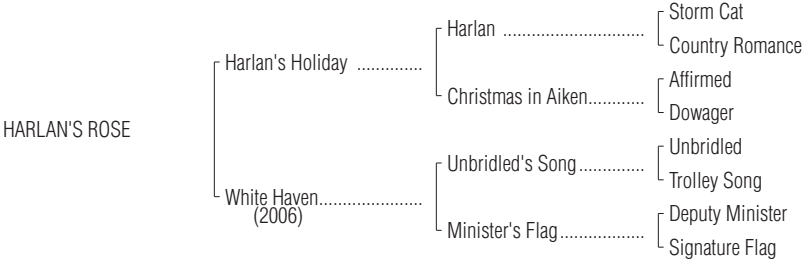 Storm Cat
Harlan ..............................
Country Romance
Harlan's Holiday ..............
Affirmed
Christmas in Aiken............
Dowager
HARLAN'S ROSE
Unbridled
Unbridled's Song..............
Trolley Song
White Haven......................
(2006)
Deputy Minister
Minister's Flag..................
Signature Flag